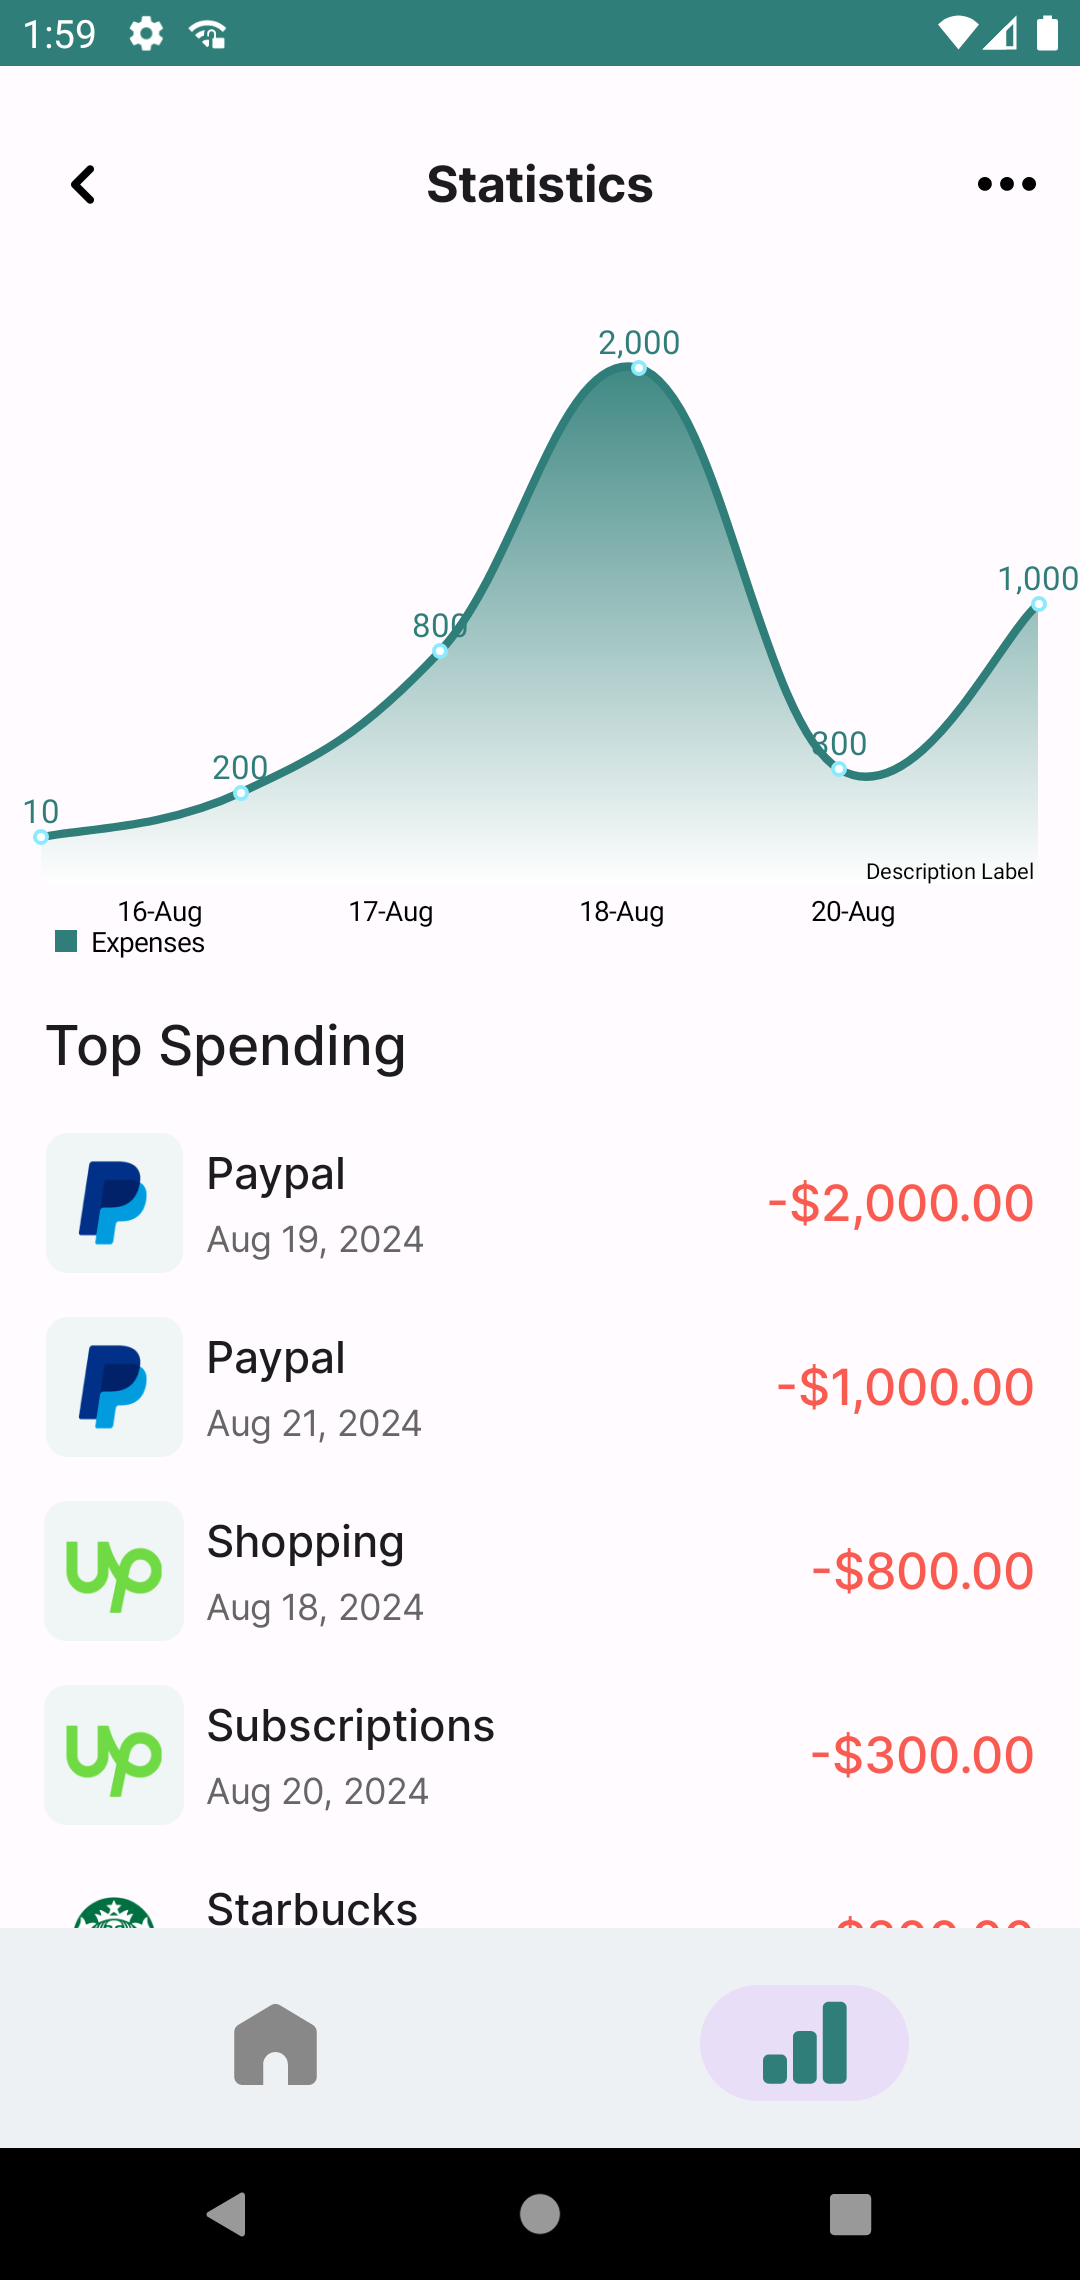 1:59
Statistics
2,000
1,000
800
300
200
10
Description Label
16-Aug 17-Aug 18-Aug 20-Aug
Expenses
Top Spending
Paypal
-$2,000.00
Aug 19, 2024
Paypal
-$1,000.00
Aug 21, 2024
Shopping
-$800.00
Aug 18, 2024
Subscriptions
-$300.00
Aug 20, 2024
Starbucks